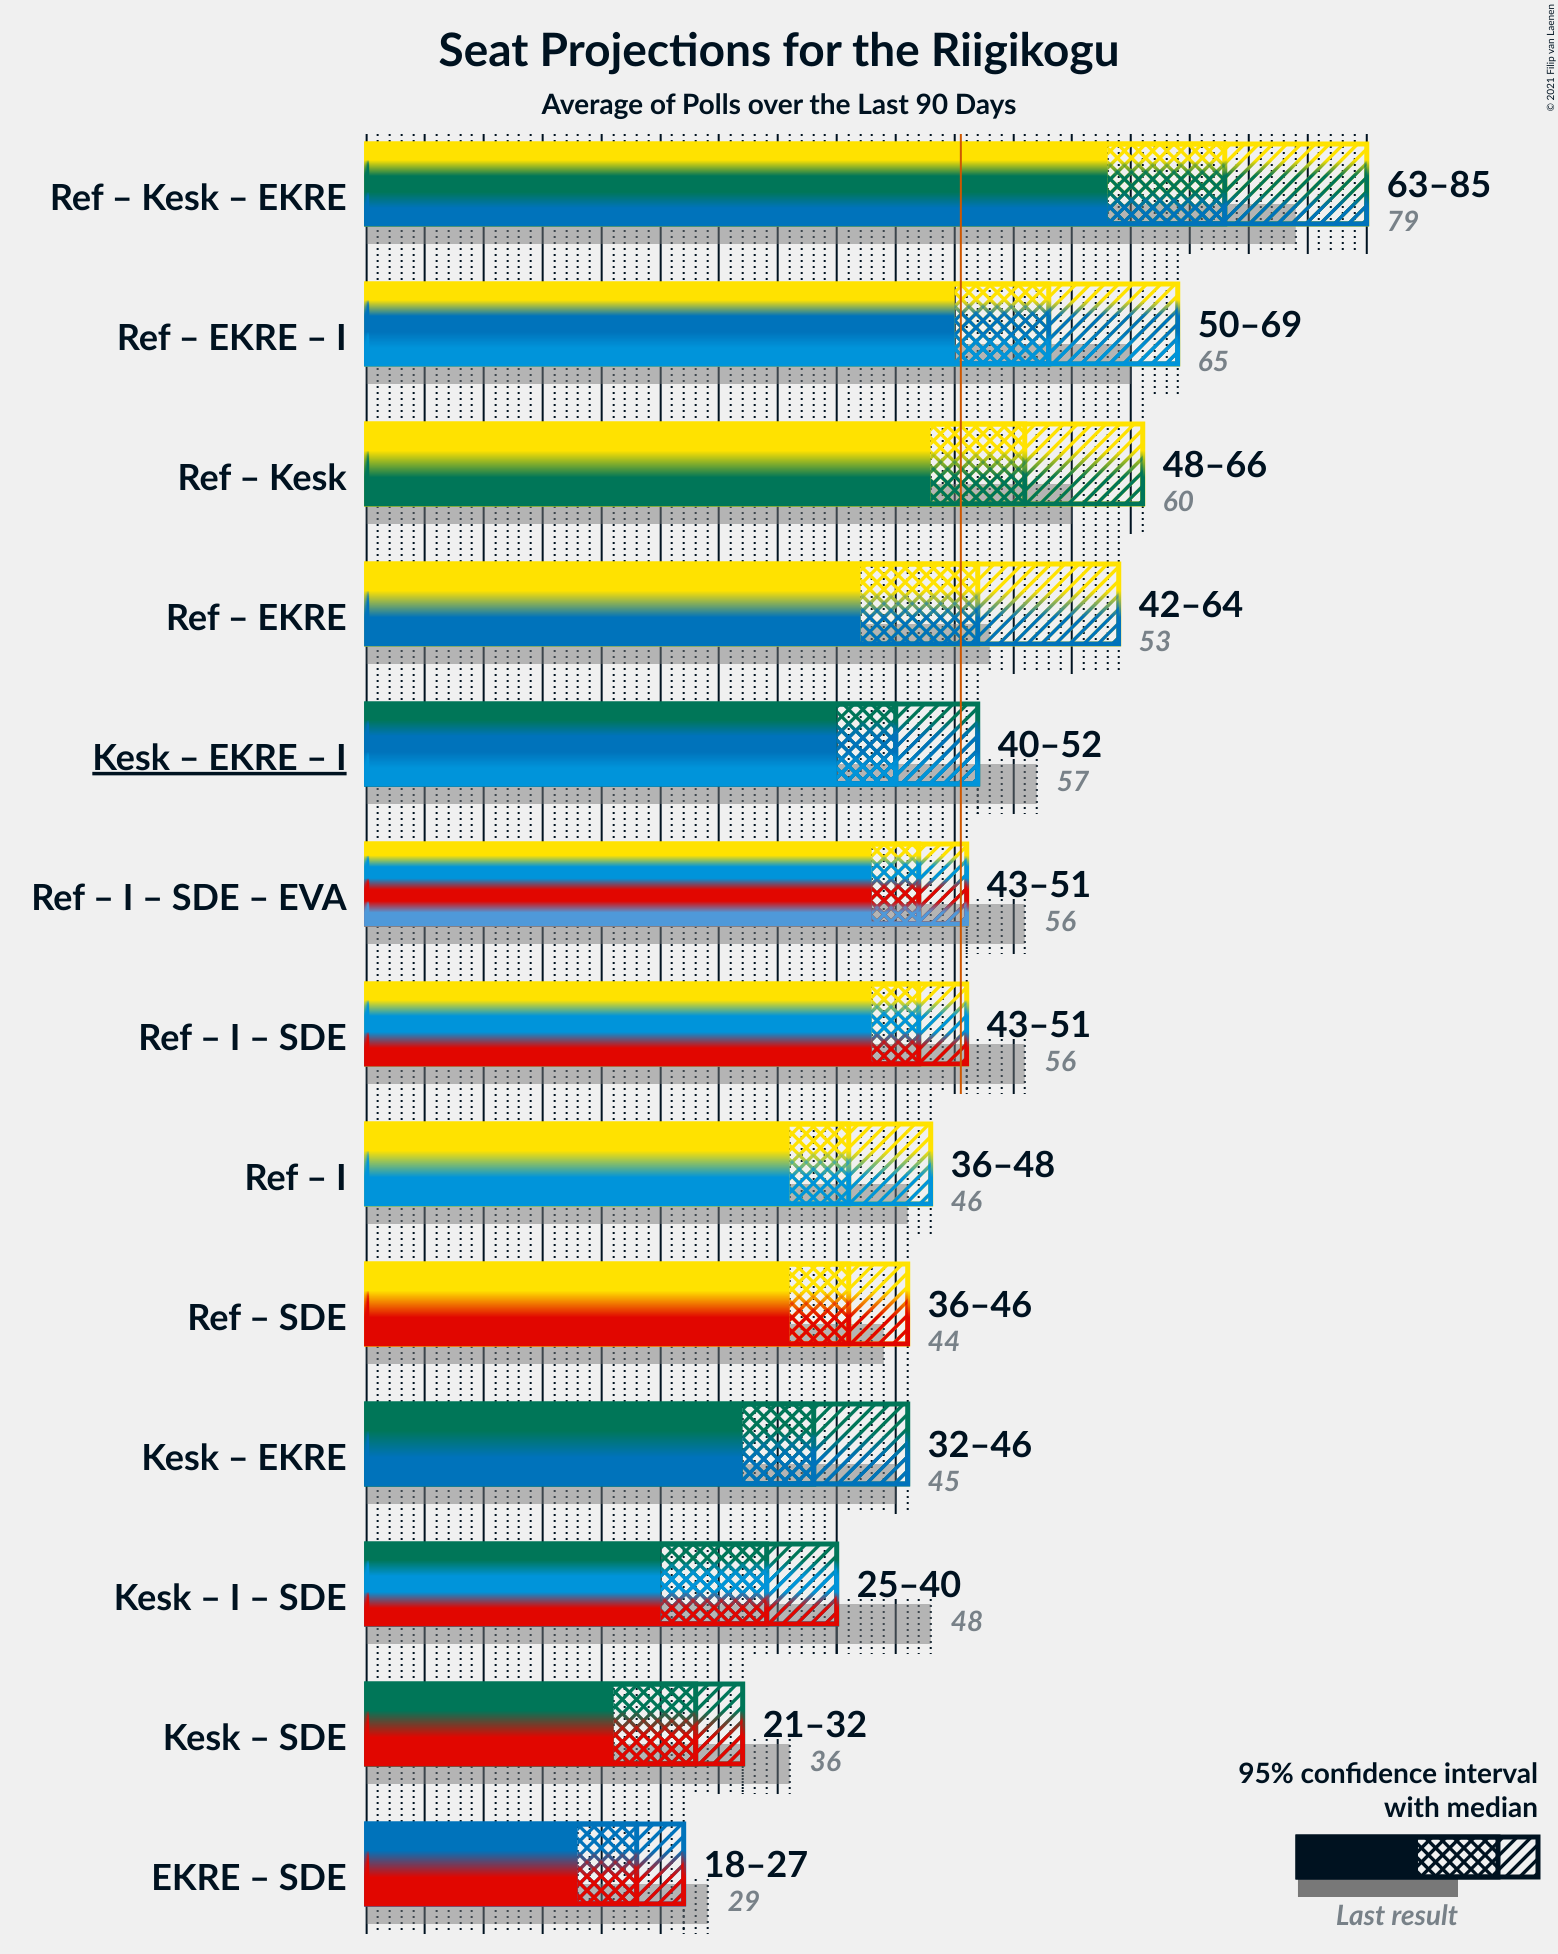 Seat Projections for the Riigikogu
Average of Polls over the Last 90 Days
© 2021 Filip van Laenen
Ref – Kesk – EKRE
63–85
79
Ref – EKRE – I
50–69
65
Ref – Kesk
48–66
60
Ref – EKRE
42–64
53
Kesk – EKRE – I
40–52
57
Ref – I – SDE – EVA
43–51
56
Ref – I – SDE
43–51
56
Ref – I
36–48
46
Ref – SDE
36–46
44
Kesk – EKRE
32–46
45
Kesk – I – SDE
25–40
48
Kesk – SDE
21–32
36
EKRE – SDE
18–27
29
95% confidence interval
with median
Last result